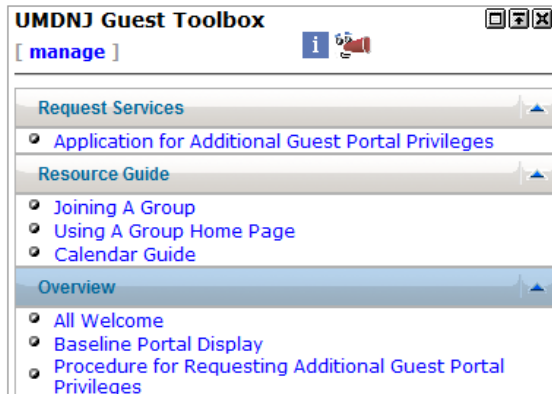 UMDNJ Guest Toolbox
[ manage ]
i
Request Services
Application for Additional Guest Portal Privileges
Resource Guide
Joining A Group
Using A Group Home Page
Calendar Guide
Overview
All Welcome
Baseline Portal Display
Procedure for Requesting Additional Guest Portal
Privileges